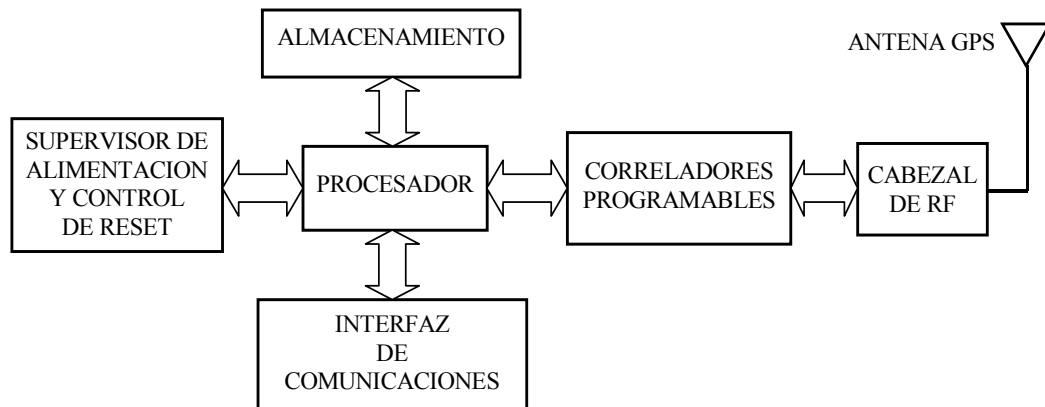 ALMACENAMIENTO
ANTENA GPS
SUPERVISOR DE
ALIMENTACION
Y CONTROL
DE RESET
PROCESADOR
CORRELADORES
PROGRAMABLES
CABEZAL
DE RF
INTERFAZ
DE
COMUNICACIONES